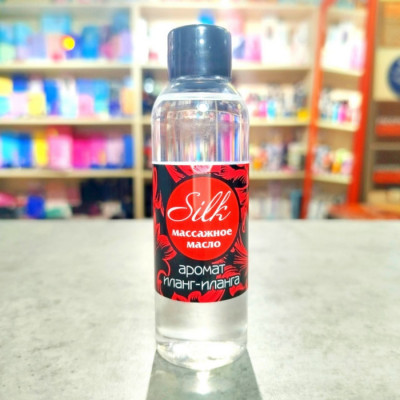 Silk
массажное
масло
аромат
иланг-иланга